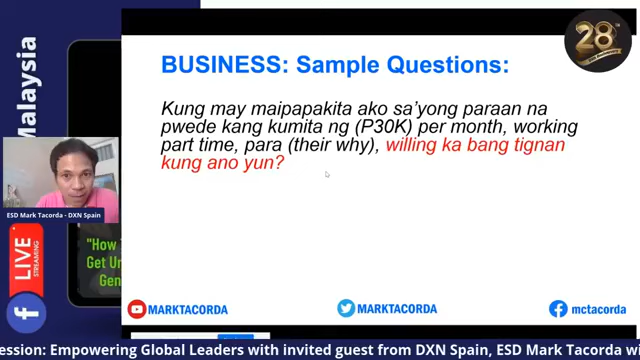 Malaysia
28
BUSINESS: Sample Questions:
Kung may maipapakita ako sa'yong paraan na
pwede kang kumita ng (P30K) per month, working
part time, para (their why), willing ka bang tignan
kung ano yun?
ESD Mark Tacorda - DXN Spain
LIVE
STREAMING
f
"How
Get Un
Gen
MARKTACORDA
MARKTACORDA
mctacorda
ession: Empowering Global Leaders with invited guest from DXN Spain, ESD Mark Tacorda wi